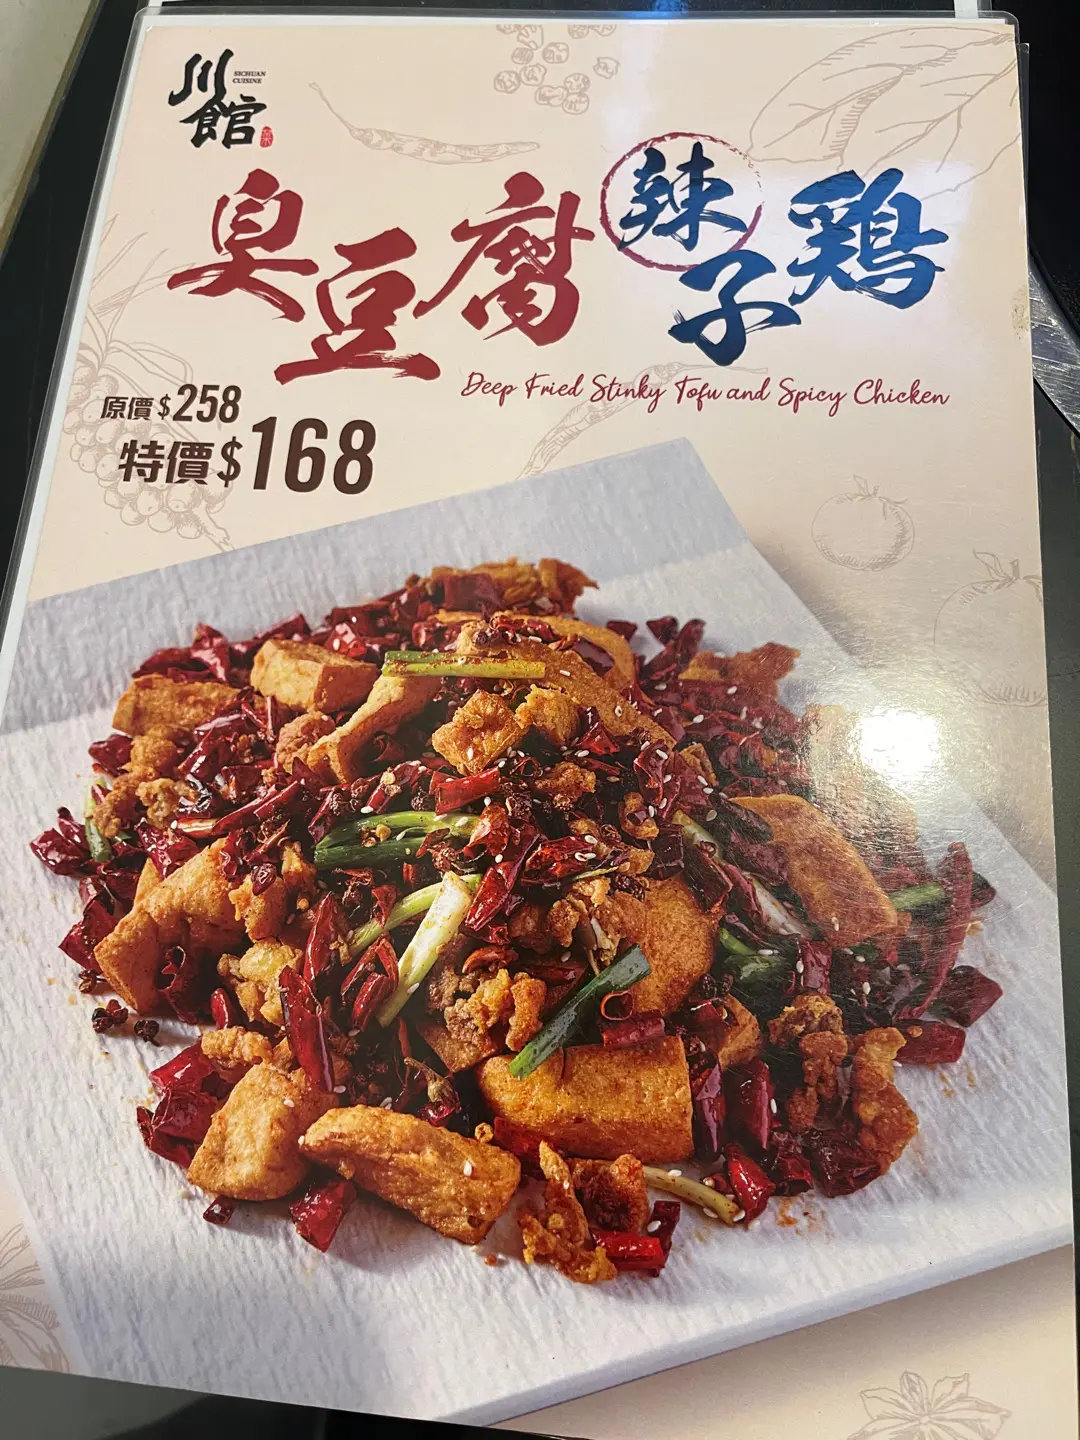 川館
SICHUAN
CUISINE
臭豆腐辣子鶏
Deep Fried Stinky Tofu and Spicy Chicken
原價$258
特價$168